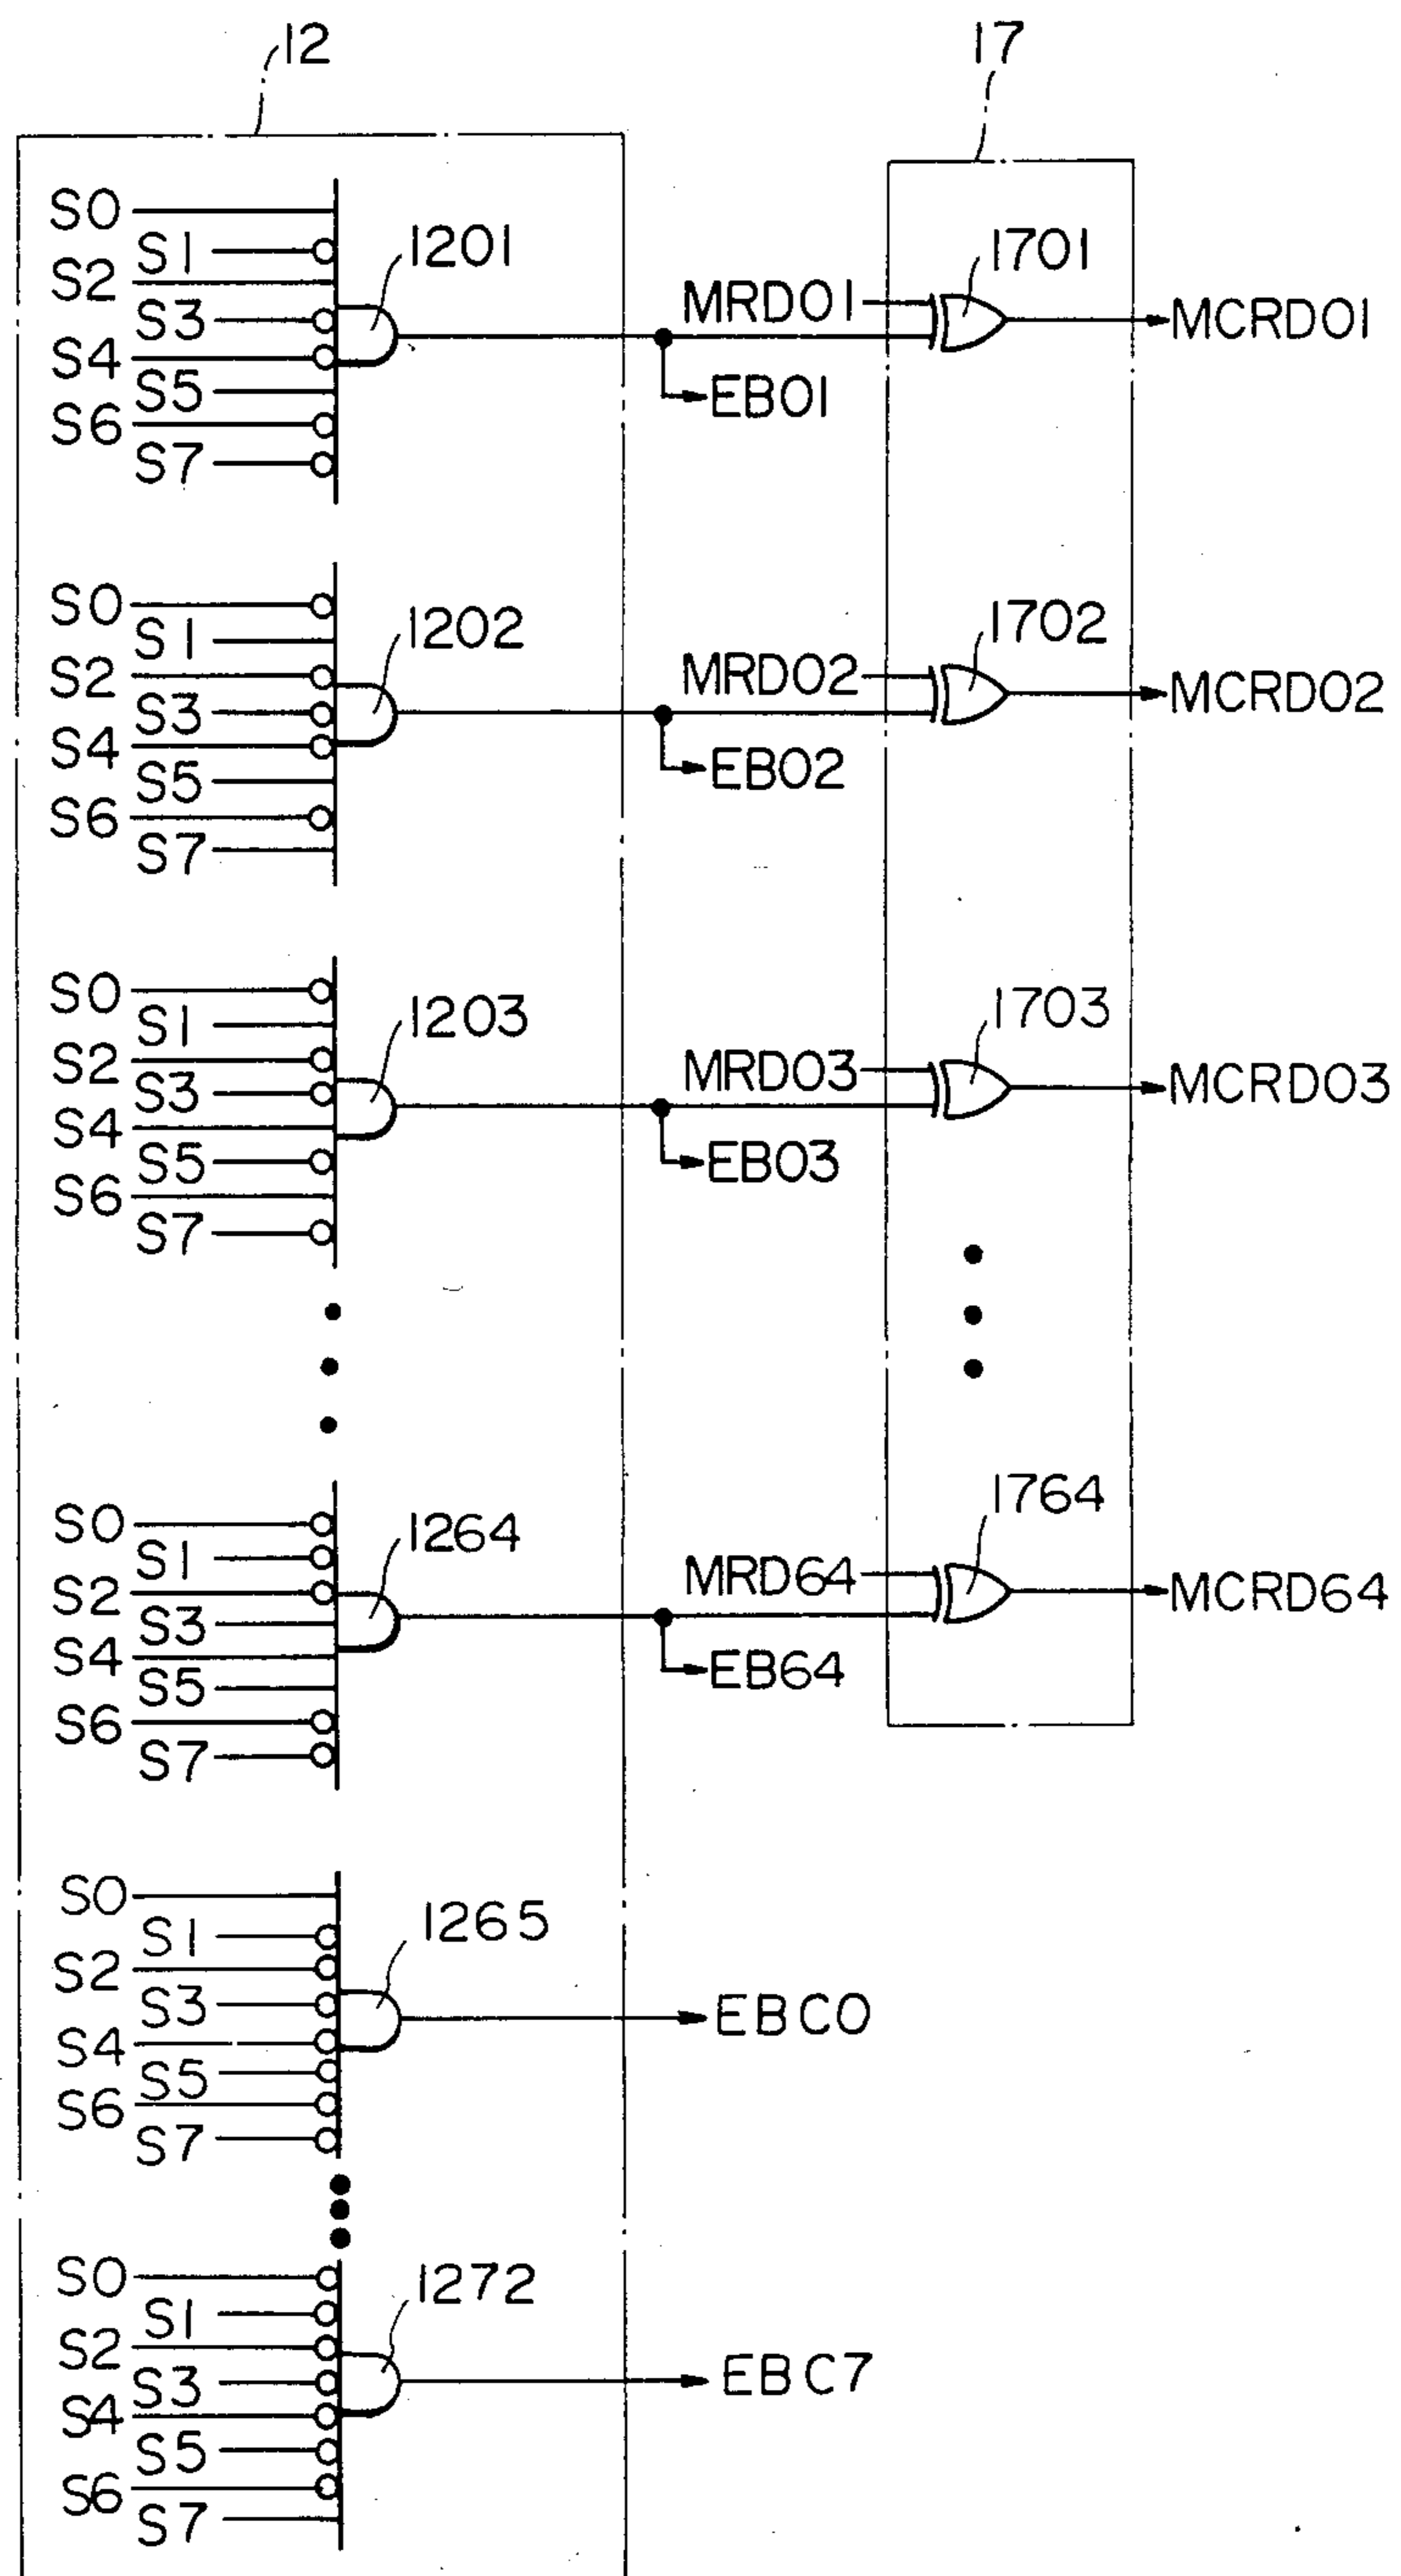 12
17
S0
S1
1201
1701
S2
MRD01
MCRD01
S3
S4
EB01
S5
S6
S7
S0
1202
1702
S1
S2
MRD02
MCRD02
S3
S4
EB02
S5
S6
S7
S0
1203
1703
S1
S2
MRD03
MCRD03
S3
S4
EB03
S5
S6
S7
S0
1264
1764
S1
S2
MRD64
MCRD64
S3
S4
EB64
S5
S6
S7
S0
1265
S1
S2
S3
EBC0
S4
S5
S6
S7
S0
1272
S1
S2
S3
EBC7
S4
S5
S6
S7